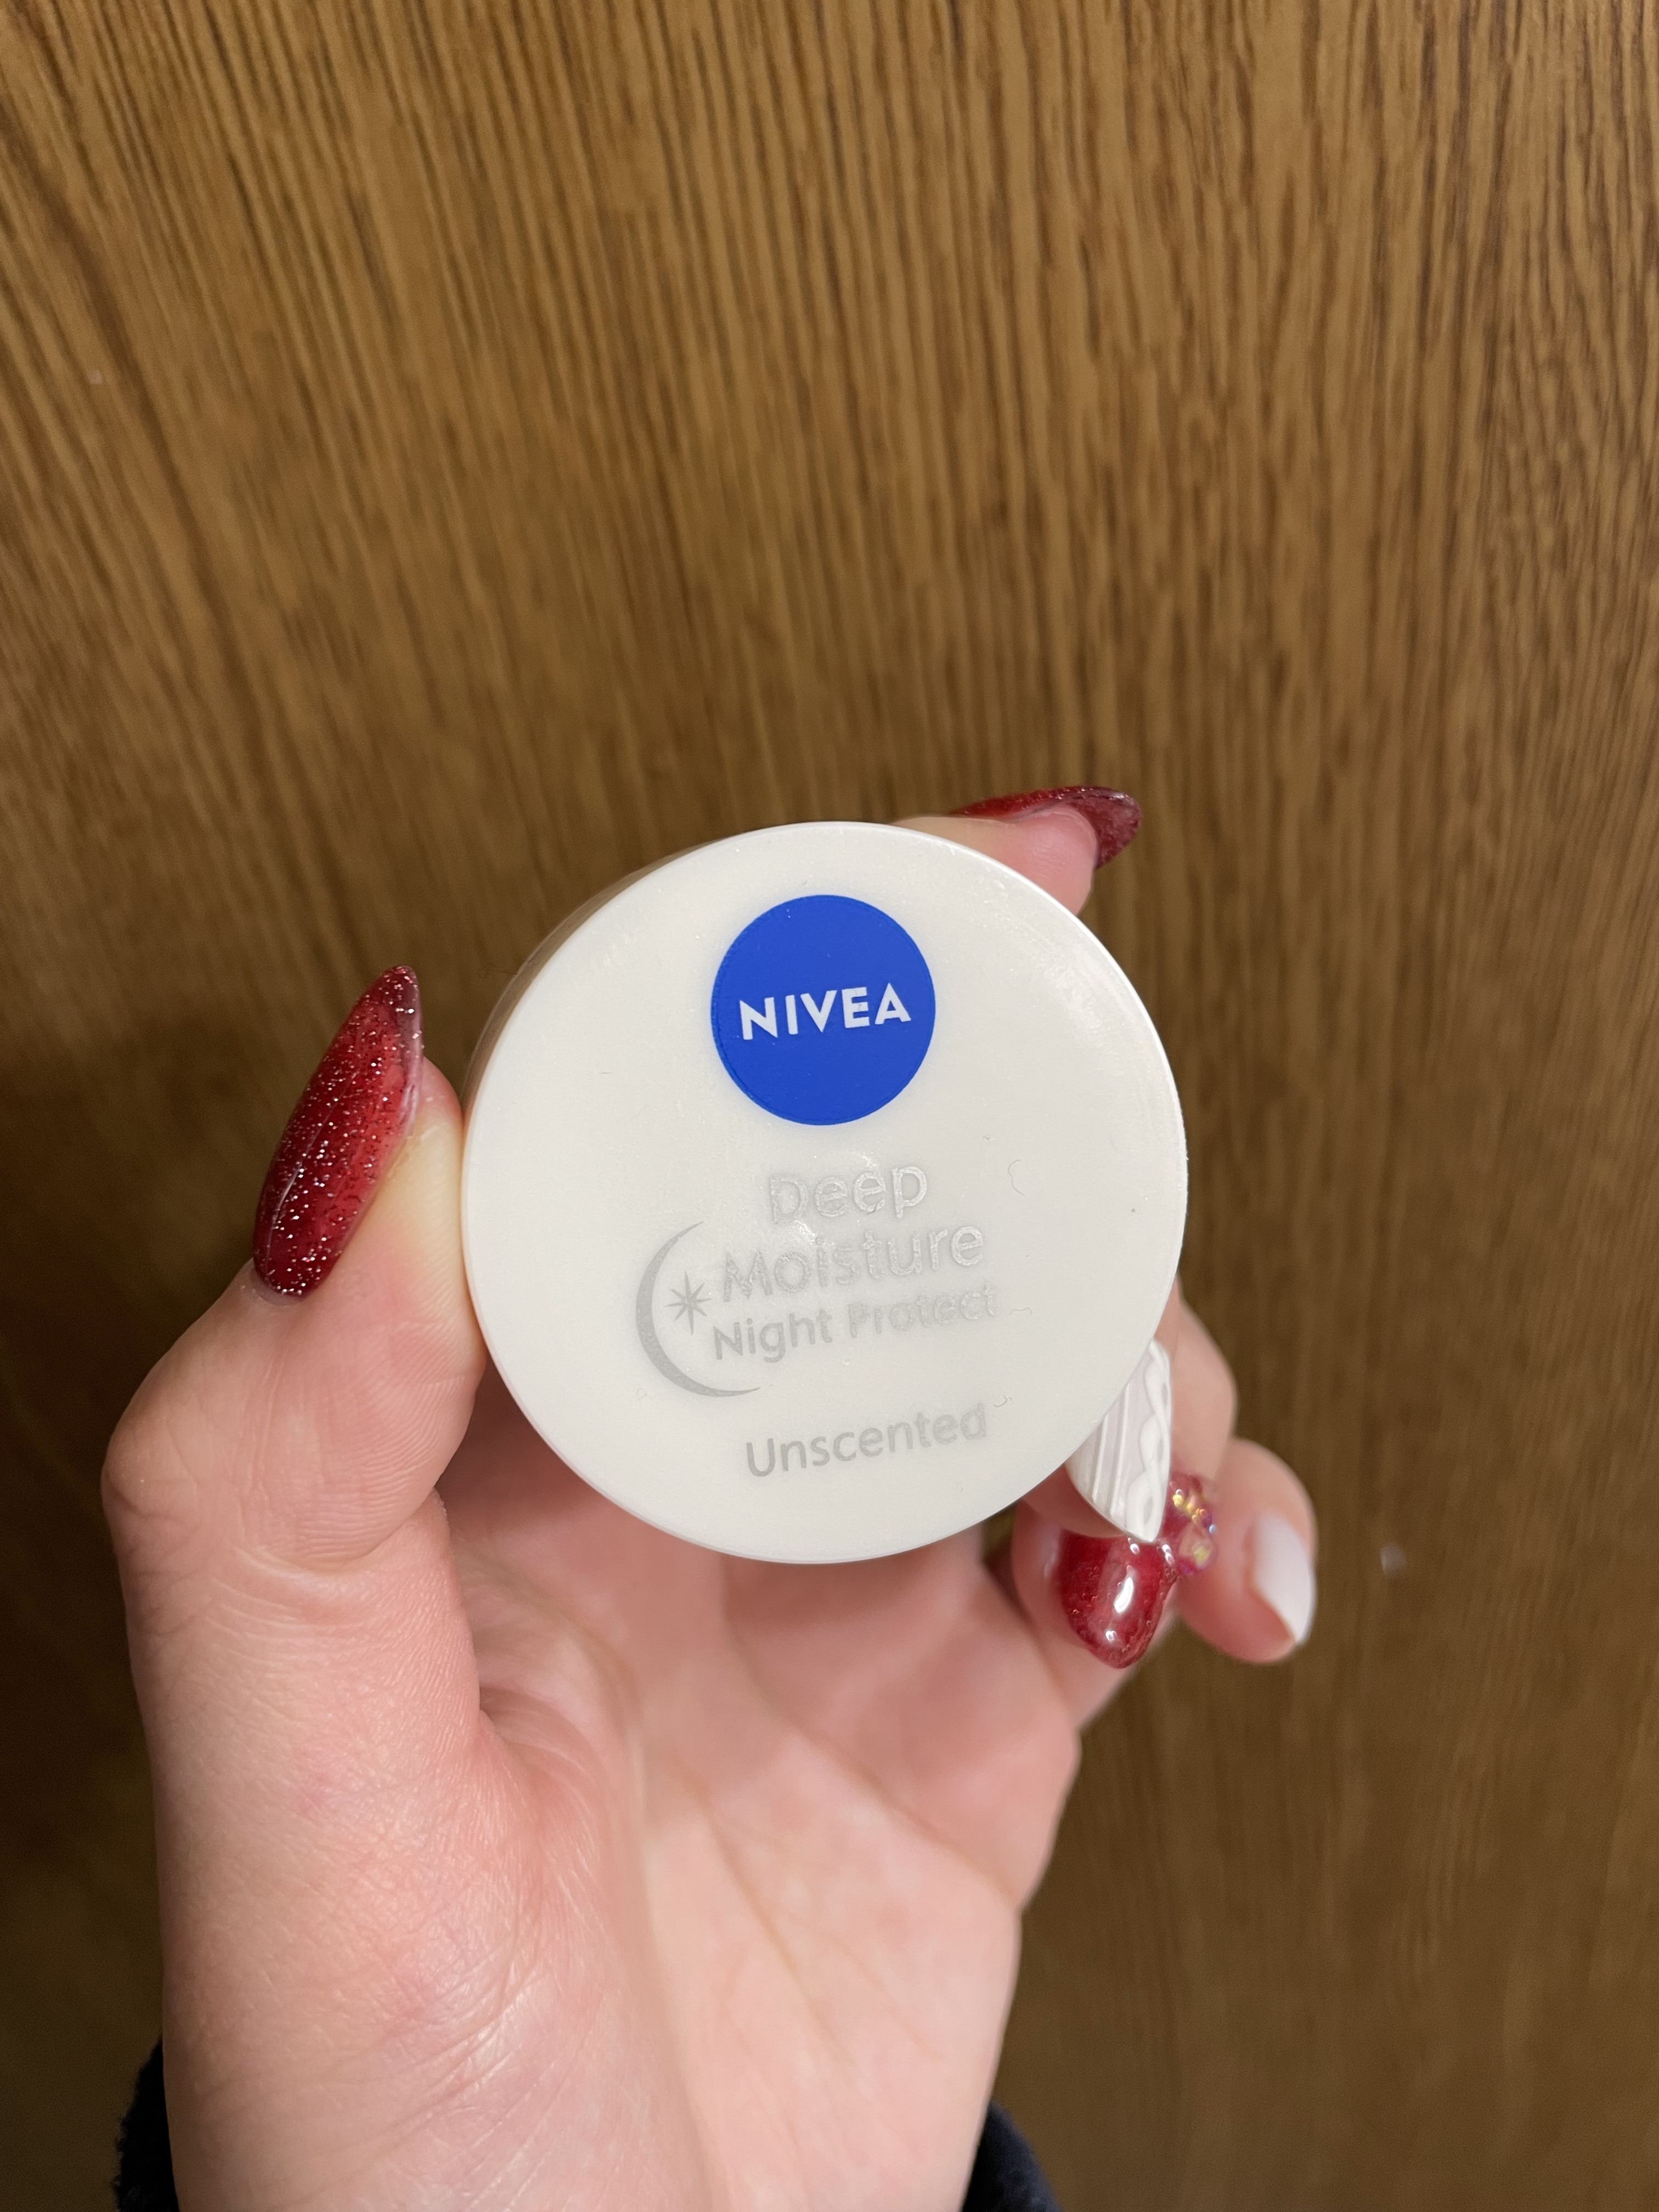 NIVEA
Deep
Moisture
Night Protect
Unscented